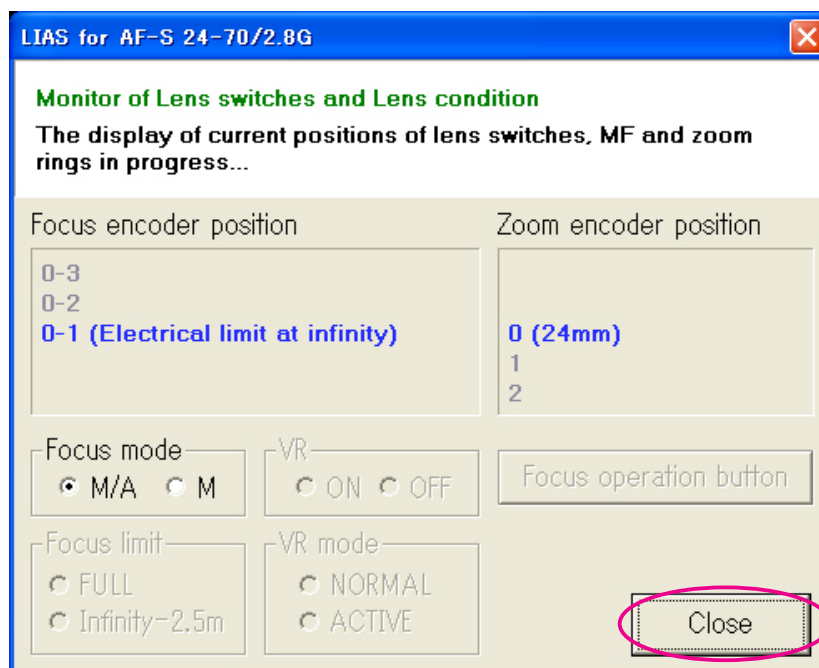 LIAS for AF-S 24-70/2.8G
Monitor of Lens switches and Lens condition
The display of current positions of lens switches, MF and zoom
rings in progress...
Focus encoder position
Zoom encoder position
0-3
0-2
0-1 (Electrical limit at infinity)
0 (24mm)
1
2
Focus mode
M/A M
VR
ON OFF
Focus operation button
Focus limit
FULL
Infinity-2.5m
VR mode
NORMAL
ACTIVE
Close